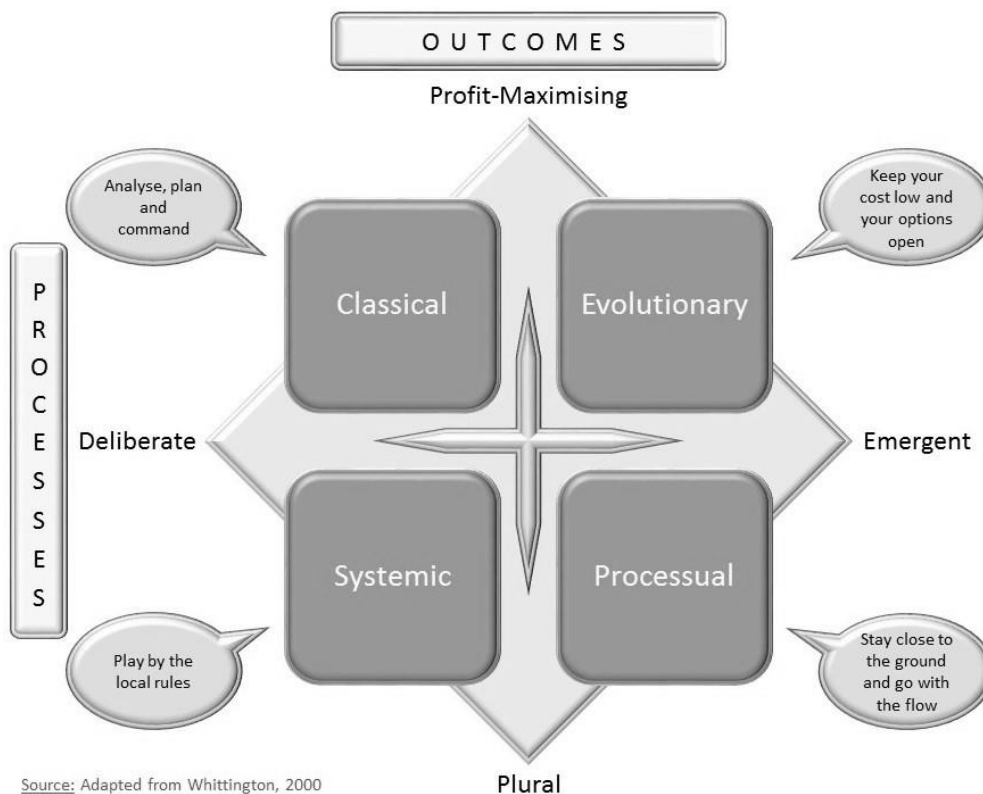 OUTCOMES
Profit-Maximising
Analyse, plan
and
command
Keep your
cost low and
your options
open
PROCESSES
Classical
Evolutionary
Deliberate
Emergent
Systemic
Processual
Play by the
local rules
Stay close to
the ground
and go with
the flow
Plural
Source: Adapted from Whittington, 2000